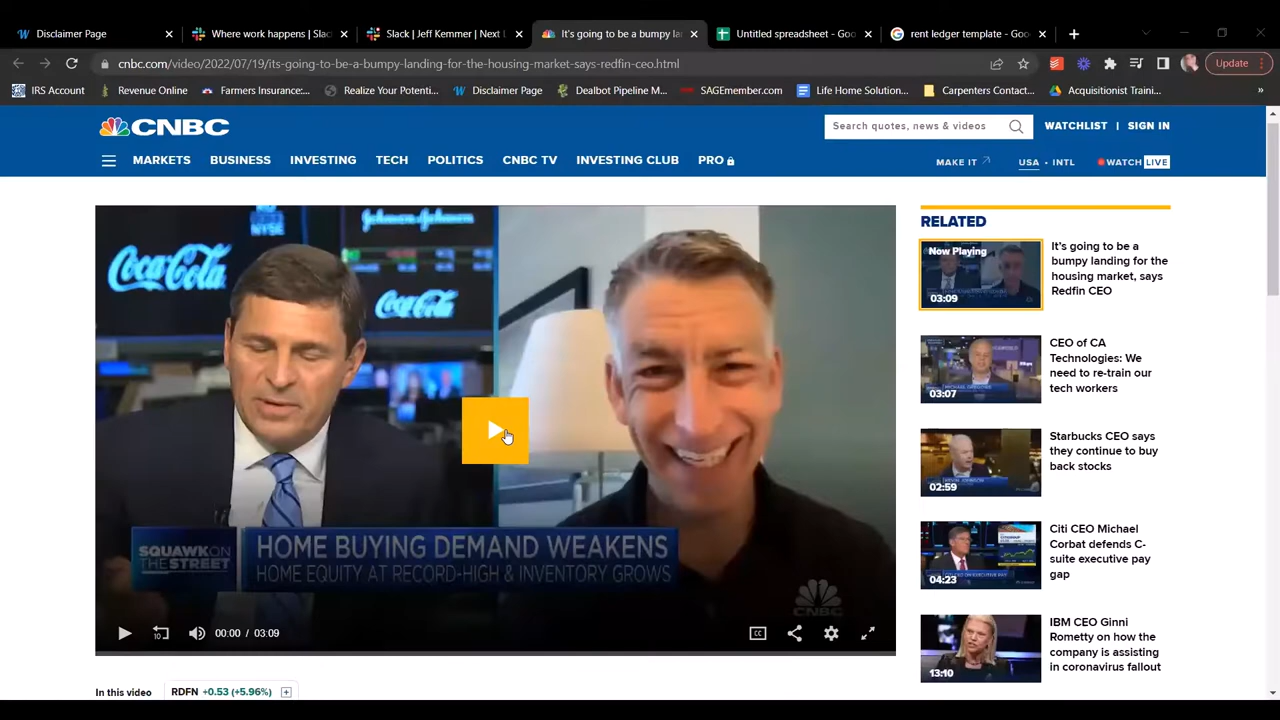 Disclaimer Page
Where work happens | Slac
Slack | Jeff Kemmer | Next L
It's going to be a bumpy la
Untitled spreadsheet - Goo
rent ledger template - Goo
cnbc.com/video/2022/07/19/its-going-to-be-a-bumpy-landing-for-the-housing-market-says-redfin-ceo.html
Update
IRS Account
Revenue Online
Farmers Insurance:...
Realize Your Potenti...
Disclaimer Page
Dealbot Pipeline M...
SAGEmember.com
Life Home Solution...
Carpenters Contact...
Acquisitionist Traini...
CNBC
Search quotes, news & videos
WATCHLIST | SIGN IN
MARKETS BUSINESS INVESTING TECH POLITICS CNBC TV INVESTING CLUB PRO
MAKE IT
USA • INTL
WATCH LIVE
Johnson & Johnson
Coca-Cola
Coca-Cola
HOME BUYING DEMAND WEAKENS
SQUAWK ON THE STREET
HOME EQUITY AT RECORD-HIGH & INVENTORY GROWS
CNBC
10
00:00 / 03:09
CC
In this video
RDFN +0.53 (+5.96%)
RELATED
Now Playing
03:09
It's going to be a
bumpy landing for the
housing market, says
Redfin CEO
03:07
CEO of CA
Technologies: We
need to re-train our
tech workers
02:59
Starbucks CEO says
they continue to buy
back stocks
04:23
Citi CEO Michael
Corbat defends C-
suite executive pay
gap
13:10
IBM CEO Ginni
Rometty on how the
company is assisting
in coronavirus fallout